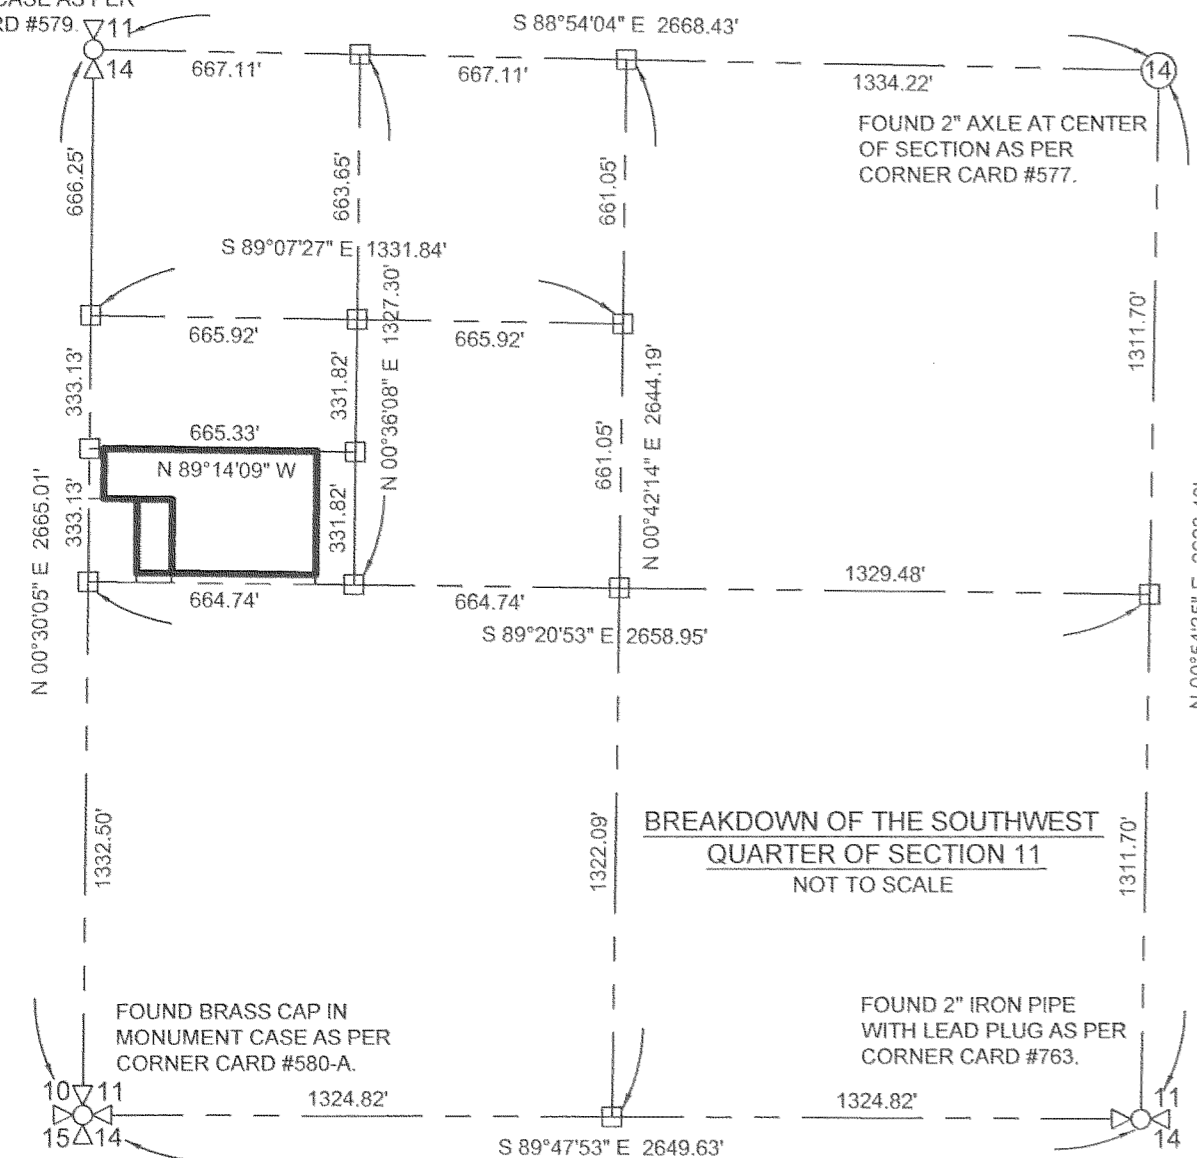 CASE AS PER
RD #579.
11
14
S 88°54'04" E 2668.43'
667.11'
667.11'
1334.22'
14
FOUND 2" AXLE AT CENTER
OF SECTION AS PER
CORNER CARD #577.
666.25'
663.65'
661.05'
S 89°07'27" E 1331.84'
665.92'
665.92'
1311.70'
333.13'
331.82'
N 00°36'08" E 1327.30'
665.33'
N 89°14'09" W
333.13'
331.82'
661.05'
N 00°42'14" E 2644.19'
N 00°30'05" E 2665.01'
664.74'
664.74'
1329.48'
S 89°20'53" E 2658.95'
1332.50'
1322.09'
1311.70'
BREAKDOWN OF THE SOUTHWEST
QUARTER OF SECTION 11
NOT TO SCALE
FOUND BRASS CAP IN
MONUMENT CASE AS PER
CORNER CARD #580-A.
FOUND 2" IRON PIPE
WITH LEAD PLUG AS PER
CORNER CARD #763.
10 11
15 14
1324.82'
1324.82'
11
14
S 89°47'53" E 2649.63'